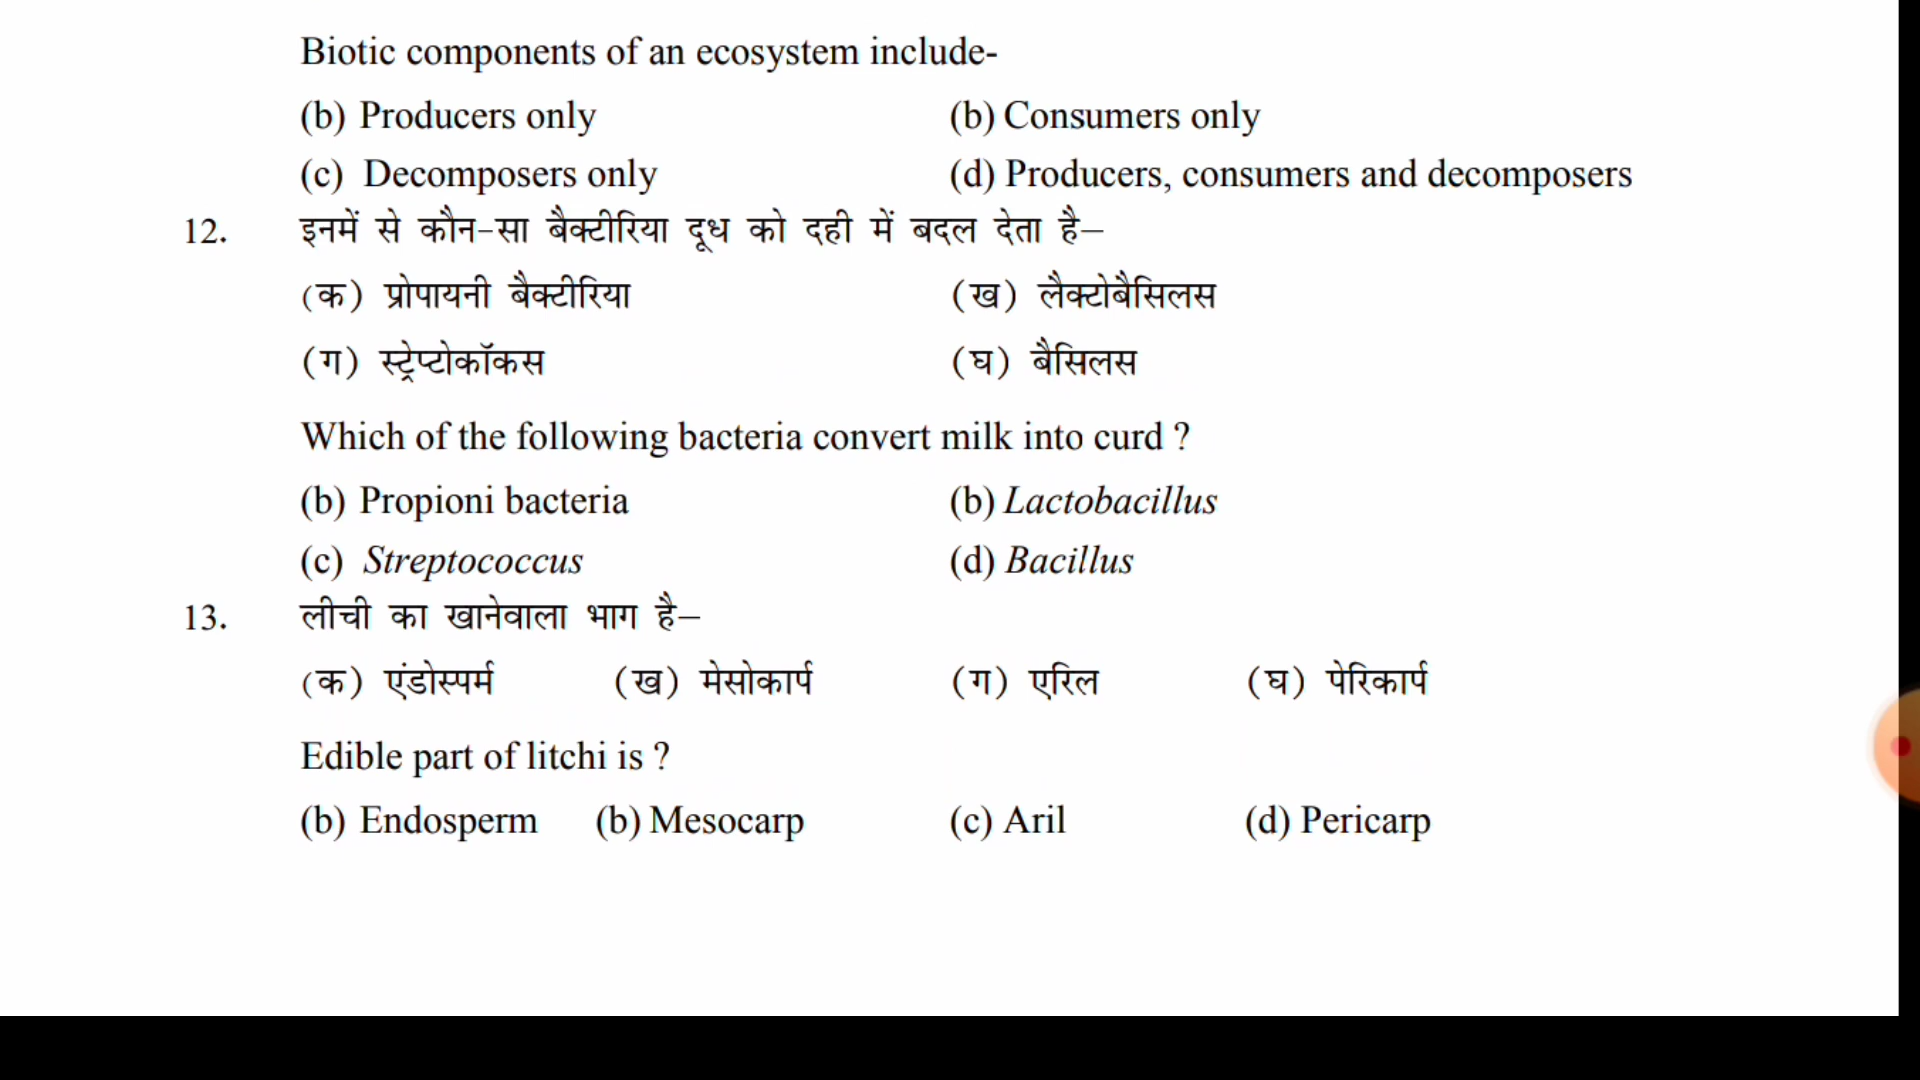 Biotic components of an ecosystem include-
(b) Producers only (b) Consumers only
(c) Decomposers only (d) Producers, consumers and decomposers
12. इनमें से कौन-सा बैक्टीरिया दूध को दही में बदल देता है–
(क) प्रोपायनी बैक्टीरिया (ख) लैक्टोबैसिलस
(ग) स्ट्रेप्टोकॉकस (घ) बैसिलस
Which of the following bacteria convert milk into curd ?
(b) Propioni bacteria (b) Lactobacillus
(c) Streptococcus (d) Bacillus
13. लीची का खानेवाला भाग है–
(क) एंडोस्पर्म (ख) मेसोकार्प (ग) एरिल (घ) पेरिकार्प
Edible part of litchi is ?
(b) Endosperm (b) Mesocarp (c) Aril (d) Pericarp